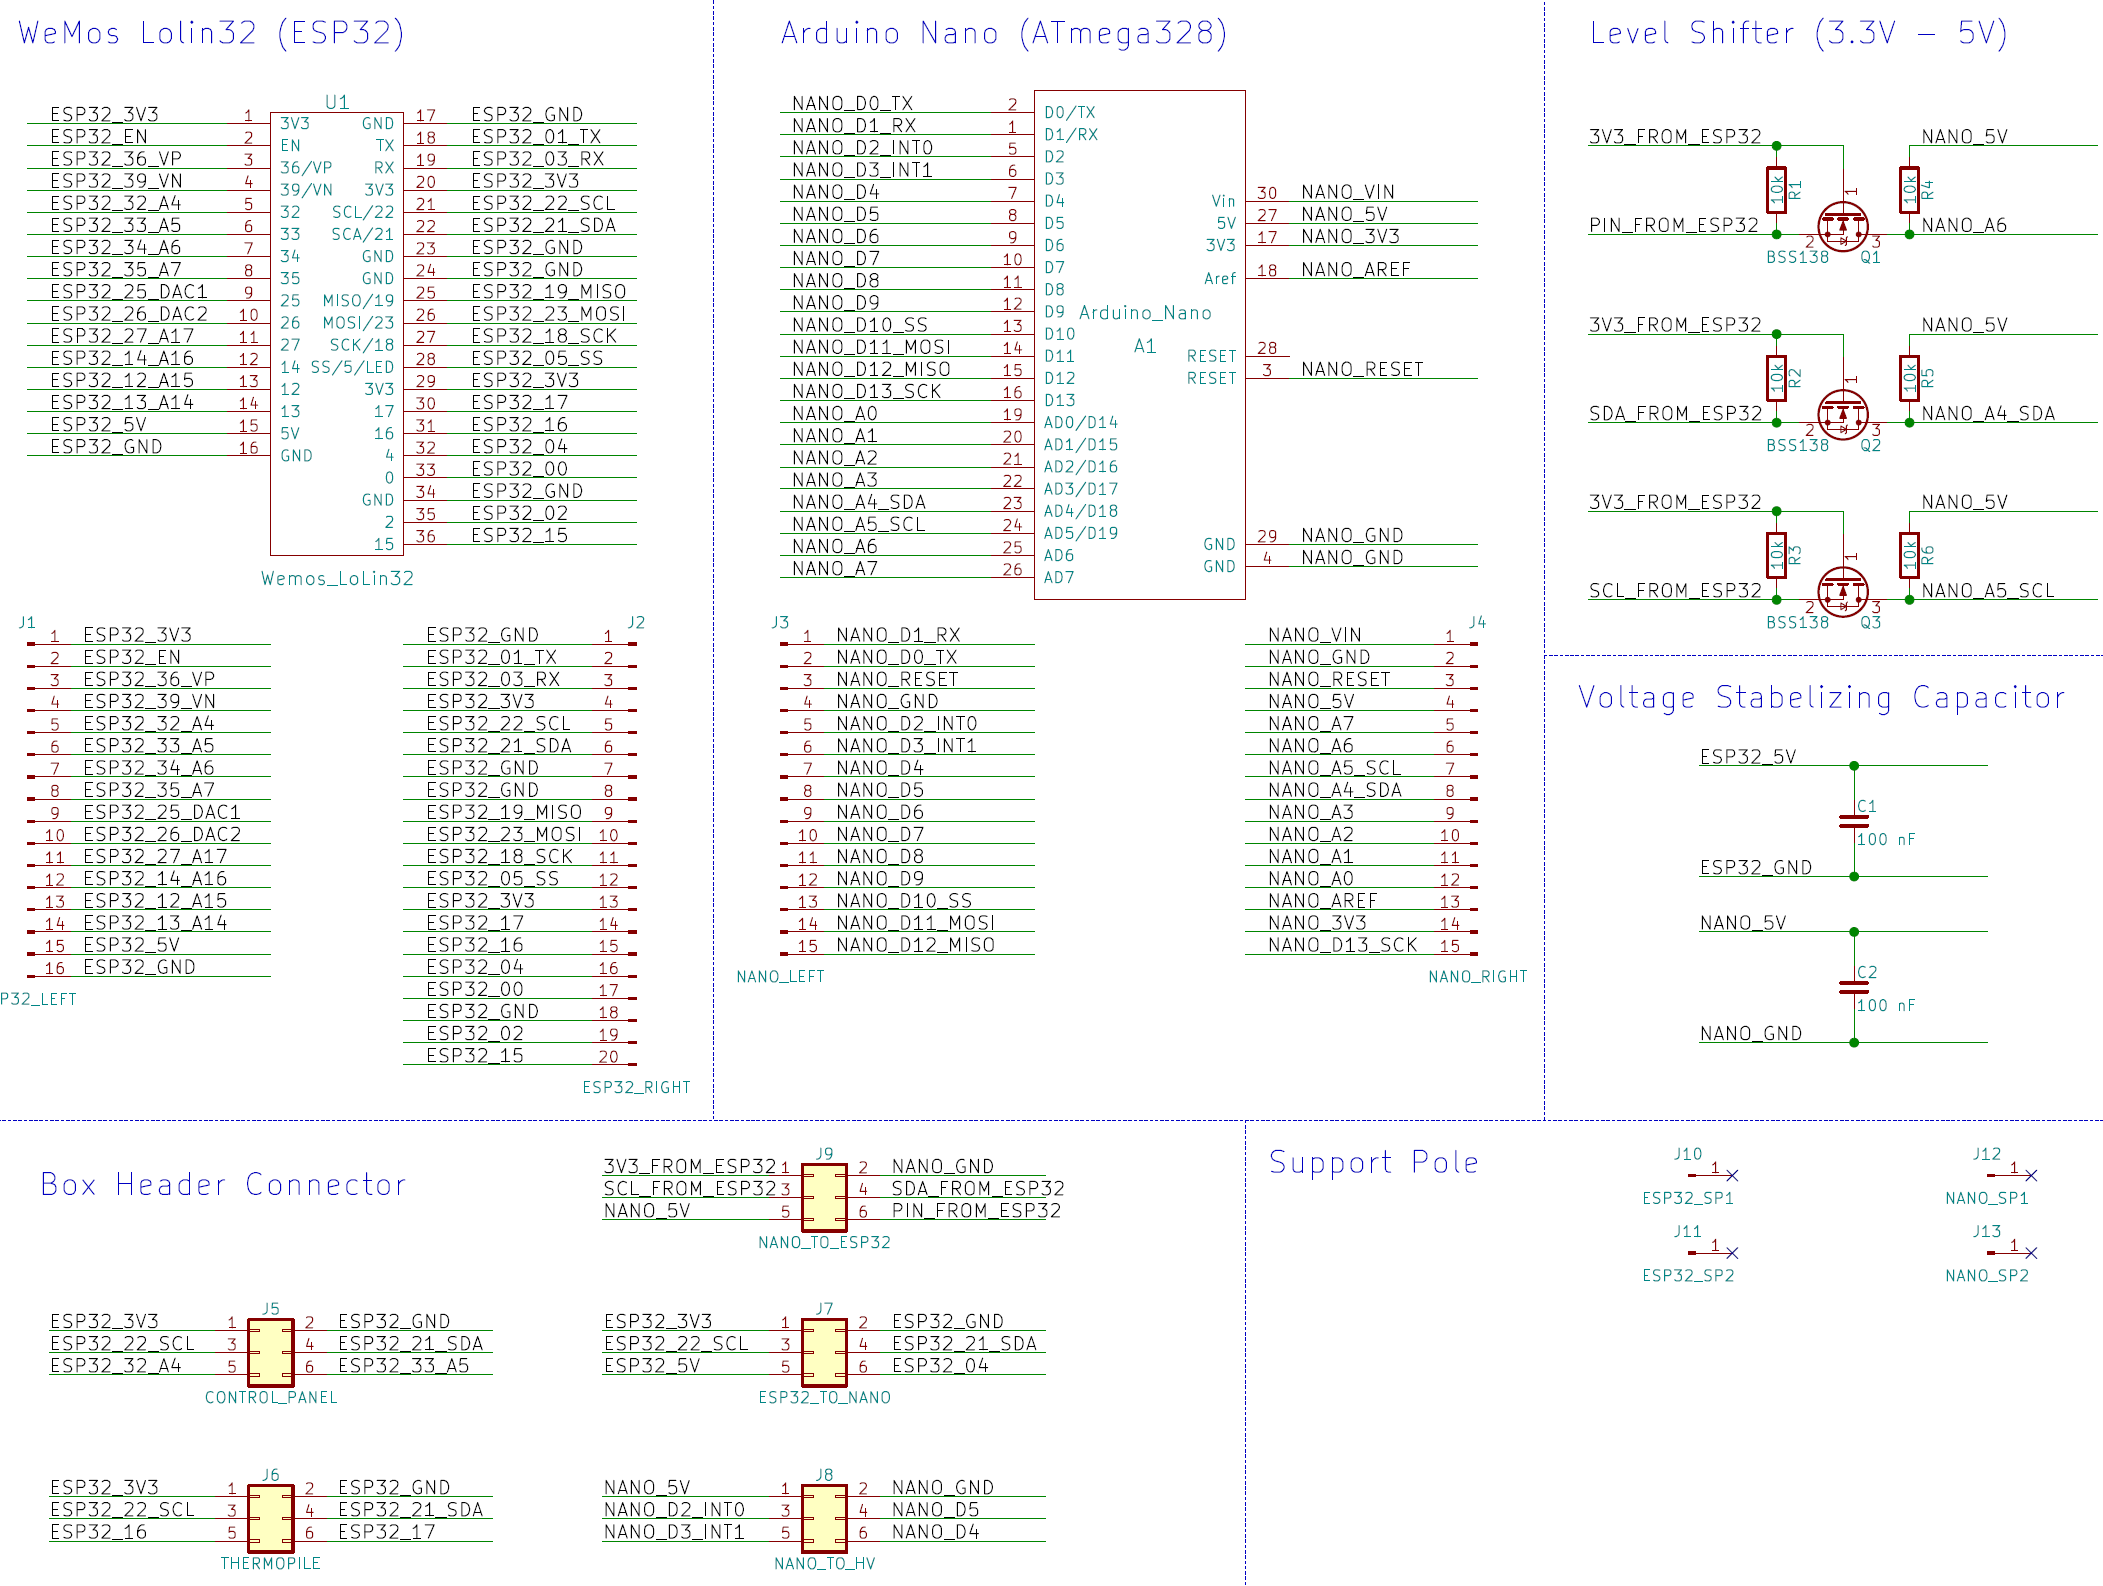 WeMos Lolin32 (ESP32)
U1
ESP32_3V3 1 3V3 GND 17 ESP32_GND
ESP32_EN 2 EN TX 18 ESP32_01_TX
ESP32_36_VP 3 36/VP RX 19 ESP32_03_RX
ESP32_39_VN 4 39/VN 3V3 20 ESP32_3V3
ESP32_32_A4 5 32 SCL/22 21 ESP32_22_SCL
ESP32_33_A5 6 33 SCA/21 22 ESP32_21_SDA
ESP32_34_A6 7 34 GND 23 ESP32_GND
ESP32_35_A7 8 35 GND 24 ESP32_GND
ESP32_25_DAC1 9 25 MISO/19 25 ESP32_19_MISO
ESP32_26_DAC2 10 26 MOSI/23 26 ESP32_23_MOSI
ESP32_27_A17 11 27 SCK/18 27 ESP32_18_SCK
ESP32_14_A16 12 14 SS/5/LED 28 ESP32_05_SS
ESP32_12_A15 13 12 3V3 29 ESP32_3V3
ESP32_13_A14 14 13 17 30 ESP32_17
ESP32_5V 15 5V 16 31 ESP32_16
ESP32_GND 16 GND 4 32 ESP32_04
0 33 ESP32_00
GND 34 ESP32_GND
2 35 ESP32_02
15 36 ESP32_15
Wemos_LoLin32
J1
1 ESP32_3V3
2 ESP32_EN
3 ESP32_36_VP
4 ESP32_39_VN
5 ESP32_32_A4
6 ESP32_33_A5
7 ESP32_34_A6
8 ESP32_35_A7
9 ESP32_25_DAC1
10 ESP32_26_DAC2
11 ESP32_27_A17
12 ESP32_14_A16
13 ESP32_12_A15
14 ESP32_13_A14
15 ESP32_5V
16 ESP32_GND
P32_LEFT
J2
ESP32_GND 1
ESP32_01_TX 2
ESP32_03_RX 3
ESP32_3V3 4
ESP32_22_SCL 5
ESP32_21_SDA 6
ESP32_GND 7
ESP32_GND 8
ESP32_19_MISO 9
ESP32_23_MOSI 10
ESP32_18_SCK 11
ESP32_05_SS 12
ESP32_3V3 13
ESP32_17 14
ESP32_16 15
ESP32_04 16
ESP32_00 17
ESP32_GND 18
ESP32_02 19
ESP32_15 20
ESP32_RIGHT
Arduino Nano (ATmega328)
NANO_D0_TX 2 D0/TX
NANO_D1_RX 1 D1/RX
NANO_D2_INT0 5 D2
NANO_D3_INT1 6 D3
NANO_D4 7 D4
NANO_D5 8 D5
NANO_D6 9 D6
NANO_D7 10 D7
NANO_D8 11 D8
NANO_D9 12 D9
NANO_D10_SS 13 D10
NANO_D11_MOSI 14 D11
NANO_D12_MISO 15 D12
NANO_D13_SCK 16 D13
NANO_A0 19 AD0/D14
NANO_A1 20 AD1/D15
NANO_A2 21 AD2/D16
NANO_A3 22 AD3/D17
NANO_A4_SDA 23 AD4/D18
NANO_A5_SCL 24 AD5/D19
NANO_A6 25 AD6
NANO_A7 26 AD7
Arduino_Nano
A1
Vin 30 NANO_VIN
5V 27 NANO_5V
3V3 17 NANO_3V3
Aref 18 NANO_AREF
RESET 28
RESET 3 NANO_RESET
GND 29 NANO_GND
GND 4 NANO_GND
J3
1 NANO_D1_RX
2 NANO_D0_TX
3 NANO_RESET
4 NANO_GND
5 NANO_D2_INT0
6 NANO_D3_INT1
7 NANO_D4
8 NANO_D5
9 NANO_D6
10 NANO_D7
11 NANO_D8
12 NANO_D9
13 NANO_D10_SS
14 NANO_D11_MOSI
15 NANO_D12_MISO
NANO_LEFT
J4
NANO_VIN 1
NANO_GND 2
NANO_RESET 3
NANO_5V 4
NANO_A7 5
NANO_A6 6
NANO_A5_SCL 7
NANO_A4_SDA 8
NANO_A3 9
NANO_A2 10
NANO_A1 11
NANO_A0 12
NANO_AREF 13
NANO_3V3 14
NANO_D13_SCK 15
NANO_RIGHT
Level Shifter (3.3V - 5V)
3V3_FROM_ESP32 NANO_5V
10k R1 1 10k R4
PIN_FROM_ESP32 2 3 NANO_A6
BSS138 Q1
3V3_FROM_ESP32 NANO_5V
10k R2 1 10k R5
SDA_FROM_ESP32 2 3 NANO_A4_SDA
BSS138 Q2
3V3_FROM_ESP32 NANO_5V
10k R3 1 10k R6
SCL_FROM_ESP32 2 3 NANO_A5_SCL
BSS138 Q3
Voltage Stabelizing Capacitor
ESP32_5V
C1
100 nF
ESP32_GND
NANO_5V
C2
100 nF
NANO_GND
Box Header Connector
J9
3V3_FROM_ESP32 1 2 NANO_GND
SCL_FROM_ESP32 3 4 SDA_FROM_ESP32
NANO_5V 5 6 PIN_FROM_ESP32
NANO_TO_ESP32
J5
ESP32_3V3 1 2 ESP32_GND
ESP32_22_SCL 3 4 ESP32_21_SDA
ESP32_32_A4 5 6 ESP32_33_A5
CONTROL_PANEL
J7
ESP32_3V3 1 2 ESP32_GND
ESP32_22_SCL 3 4 ESP32_21_SDA
ESP32_5V 5 6 ESP32_04
ESP32_TO_NANO
J6
ESP32_3V3 1 2 ESP32_GND
ESP32_22_SCL 3 4 ESP32_21_SDA
ESP32_16 5 6 ESP32_17
THERMOPILE
J8
NANO_5V 1 2 NANO_GND
NANO_D2_INT0 3 4 NANO_D5
NANO_D3_INT1 5 6 NANO_D4
NANO_TO_HV
Support Pole
J10
1
ESP32_SP1
J12
1
NANO_SP1
J11
1
ESP32_SP2
J13
1
NANO_SP2